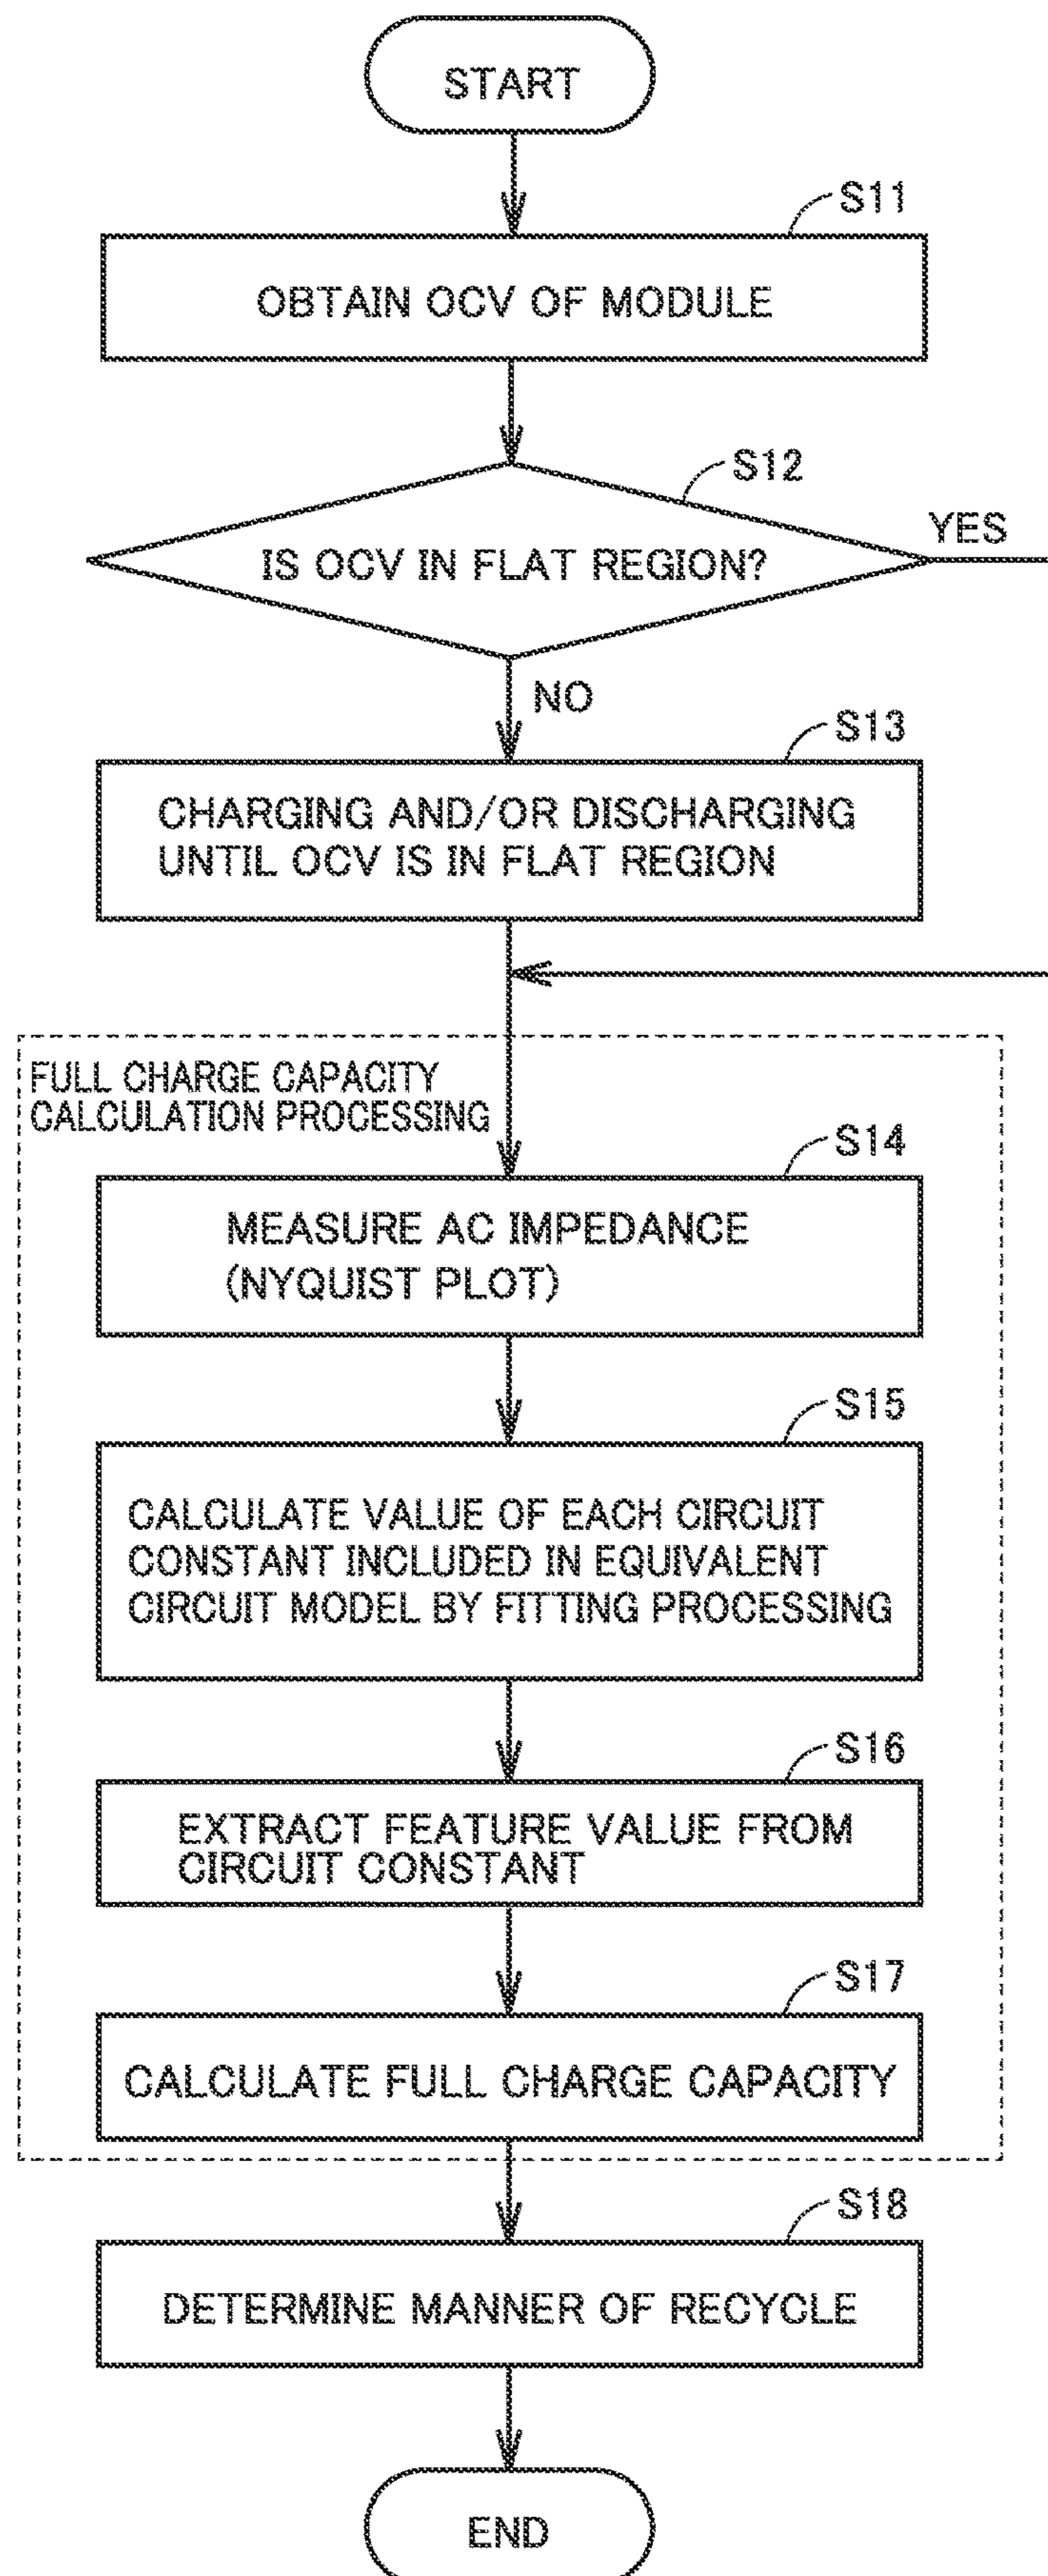 START
S11
OBTAIN OCV OF MODULE
S12
IS OCV IN FLAT REGION?
YES
NO
S13
CHARGING AND/OR DISCHARGING
UNTIL OCV IS IN FLAT REGION
FULL CHARGE CAPACITY
CALCULATION PROCESSING
S14
MEASURE AC IMPEDANCE
(NYQUIST PLOT)
S15
CALCULATE VALUE OF EACH CIRCUIT
CONSTANT INCLUDED IN EQUIVALENT
CIRCUIT MODEL BY FITTING PROCESSING
S16
EXTRACT FEATURE VALUE FROM
CIRCUIT CONSTANT
S17
CALCULATE FULL CHARGE CAPACITY
S18
DETERMINE MANNER OF RECYCLE
END